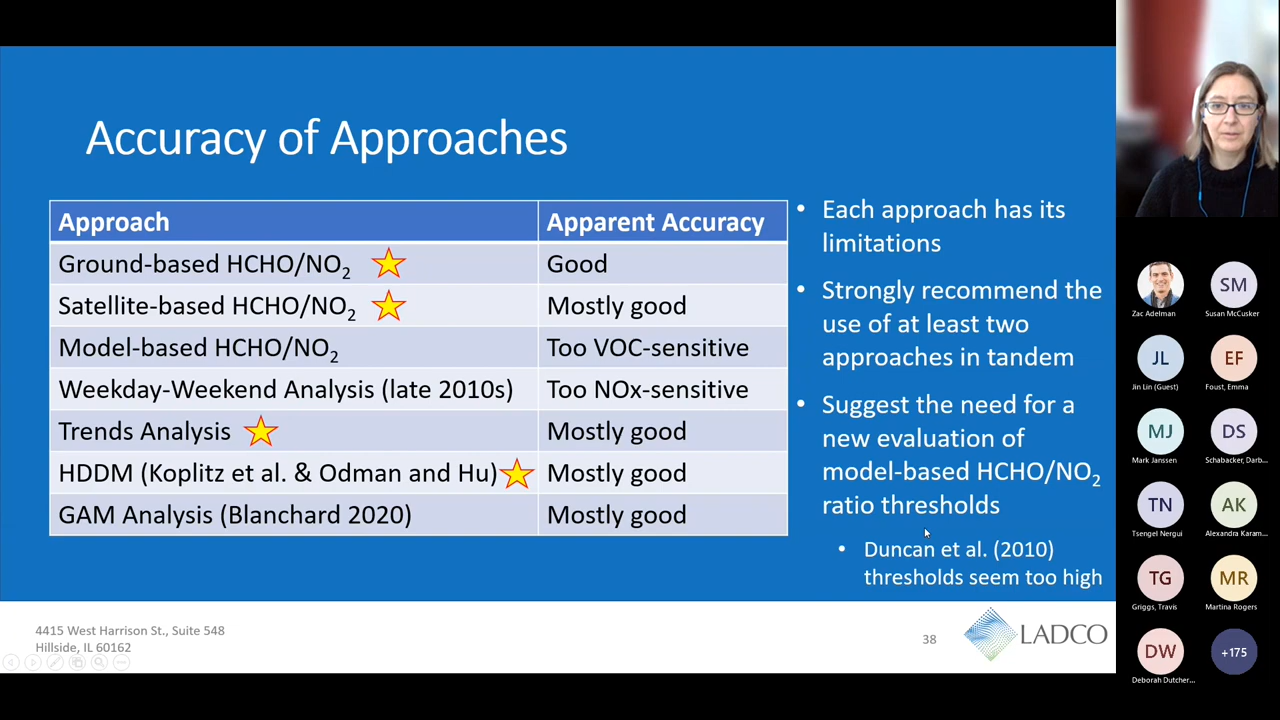 Accuracy of Approaches
Approach Apparent Accuracy
Ground-based HCHO/NO2 Good
Satellite-based HCHO/NO2 Mostly good
Model-based HCHO/NO2 Too VOC-sensitive
Weekday-Weekend Analysis (late 2010s) Too NOx-sensitive
Trends Analysis Mostly good
HDDM (Koplitz et al. & Odman and Hu) Mostly good
GAM Analysis (Blanchard 2020) Mostly good
• Each approach has its
limitations
• Strongly recommend the
use of at least two
approaches in tandem
• Suggest the need for a
new evaluation of
model-based HCHO/NO2
ratio thresholds
• Duncan et al. (2010)
thresholds seem too high
4415 West Harrison St., Suite 548
Hillside, IL 60162
38
LADCO
Zac Adelman
SM
Susan McCusker
JL
Jin Lin (Guest)
EF
Foust, Emma
MJ
Mark Janssen
DS
Schabacker, Darb...
TN
Tsengel Nergui
AK
Alexandra Karam...
TG
Griggs, Travis
MR
Martina Rogers
DW
Deborah Dutcher...
+175